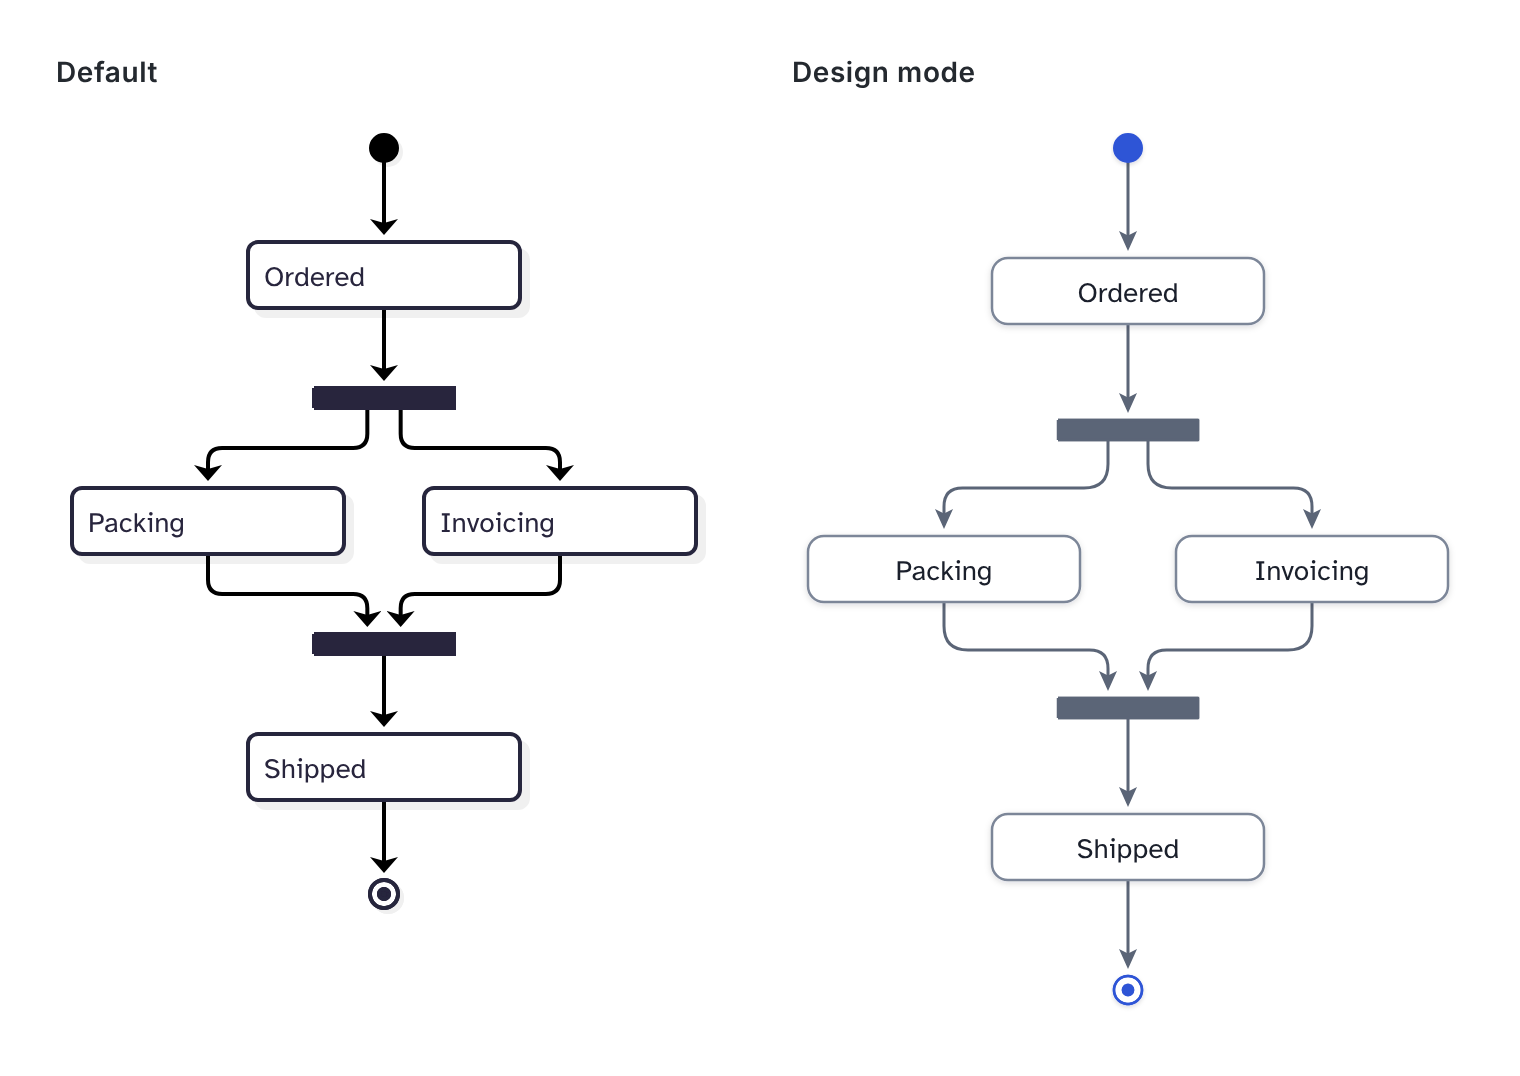 Default
Ordered
Packing
Invoicing
Shipped
Design mode
Ordered
Packing
Invoicing
Shipped